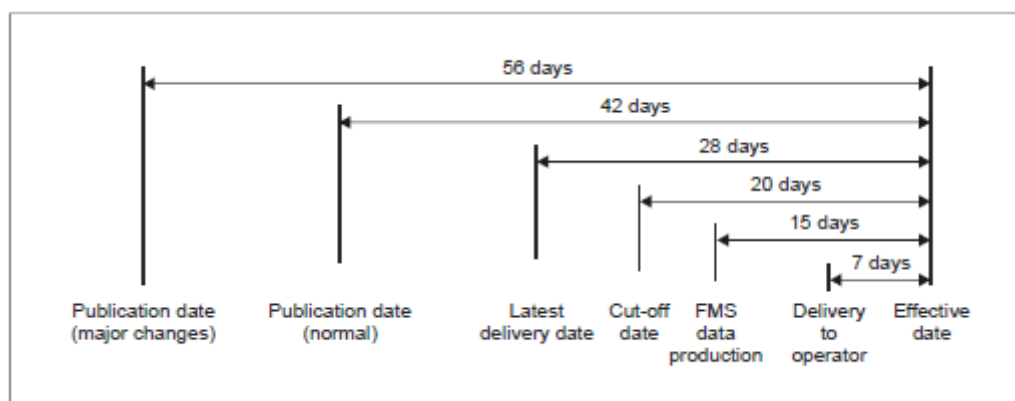 56 days
42 days
28 days
20 days
15 days
7 days
Publication date
(major changes)
Publication date
(normal)
Latest
delivery date
Cut-off
date
FMS
data
production
Delivery
to
operator
Effective
date